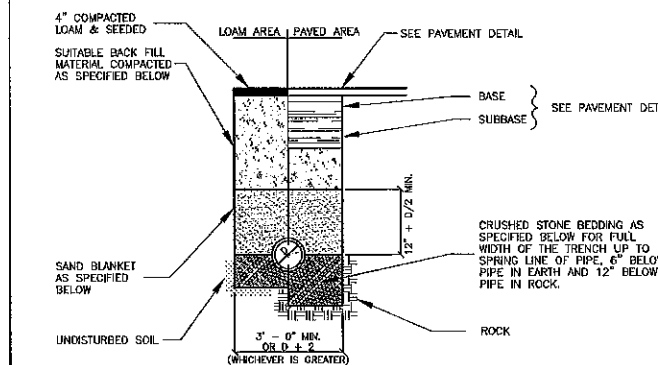 4" COMPACTED
LOAM & SEEDED
LOAM AREA
PAVED AREA
SEE PAVEMENT DETAIL
SUITABLE BACK FILL
MATERIAL COMPACTED
AS SPECIFIED BELOW
BASE
SUBBASE
SEE PAVEMENT DET
12" + D/2 MIN.
D
CRUSHED STONE BEDDING AS
SPECIFIED BELOW FOR FULL
WIDTH OF THE TRENCH UP TO
SPRING LINE OF PIPE, 6" BELO
PIPE IN EARTH AND 12" BELOW
PIPE IN ROCK.
SAND BLANKET
AS SPECIFIED
BELOW
UNDISTURBED SOIL
ROCK
3' - 0" MIN.
OR D + 2
(WHICHEVER IS GREATER)